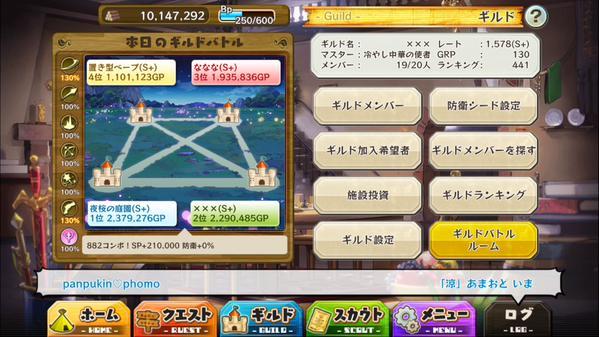 10,147,292
Bp
250/600
- Guild -
ギルド
?
本日のギルドバトル
ギルド名 : ××× レート : 1,578(S+)
マスター : 冷やし中華の使者 GRP : 130
メンバー : 19/20人 ランキング : 441
130%
100%
100%
100%
100%
130%
100%
置き型ベープ(S+)
4位 1,101,123GP
ななな(S+)
3位 1,935,836GP
夜桜の庭園(S+)
1位 2,379,276GP
×××(S+)
2位 2,290,485GP
882コンボ！SP+210,000 防衛+0%
ギルドメンバー
防衛シード設定
ギルド加入希望者
ギルドメンバーを探す
施設投資
ギルドランキング
ギルド設定
ギルドバトル
ルーム
panpukin♡phomo
「涼」あまおと いま
ホーム
- HOME -
クエスト
- QUEST -
ギルド
- GUILD -
スカウト
- SCOUT -
メニュー
- MENU -
ログ
- LOG -